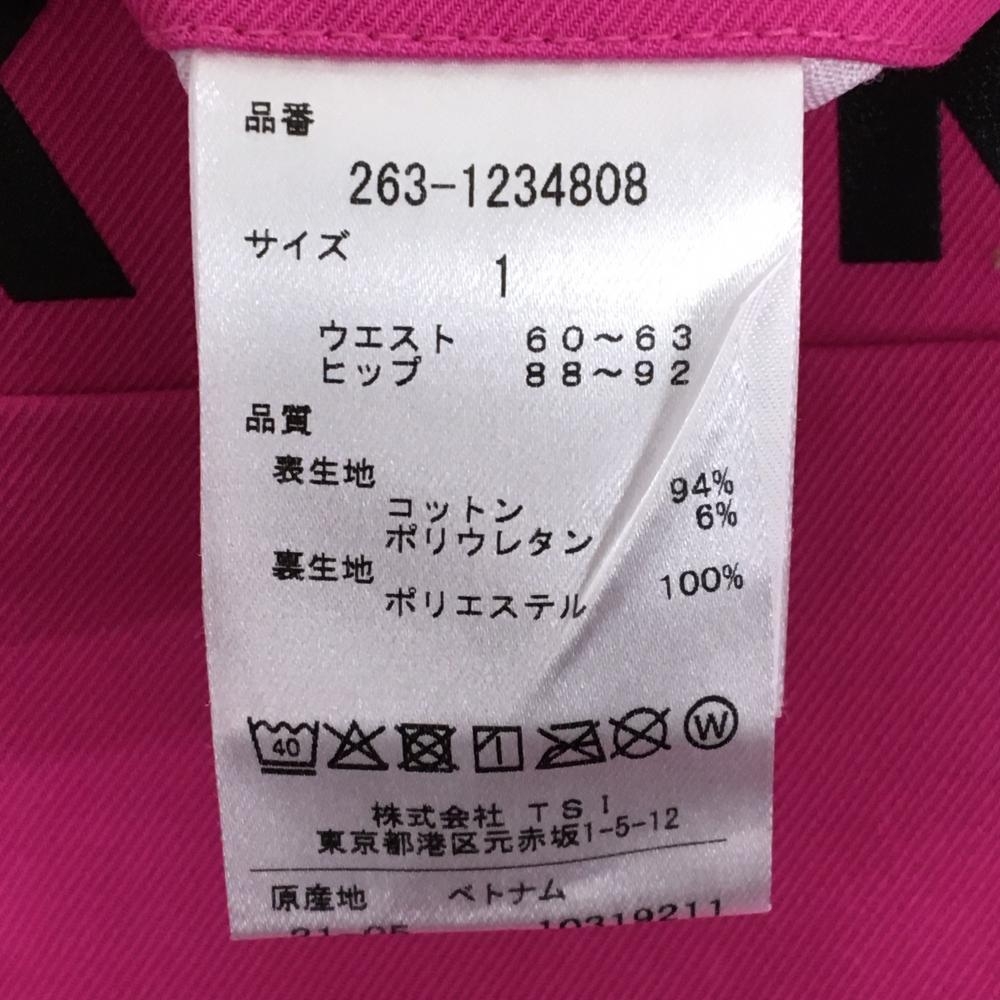 品番
263-1234808
サイズ
1
ウエスト 60～63
ヒップ 88～92
品質
表生地
コットン 94%
ポリウレタン 6%
裏生地
ポリエステル 100%
40
W
株式会社 TSI
東京都港区元赤坂1-5-12
原産地 ベトナム
10319211